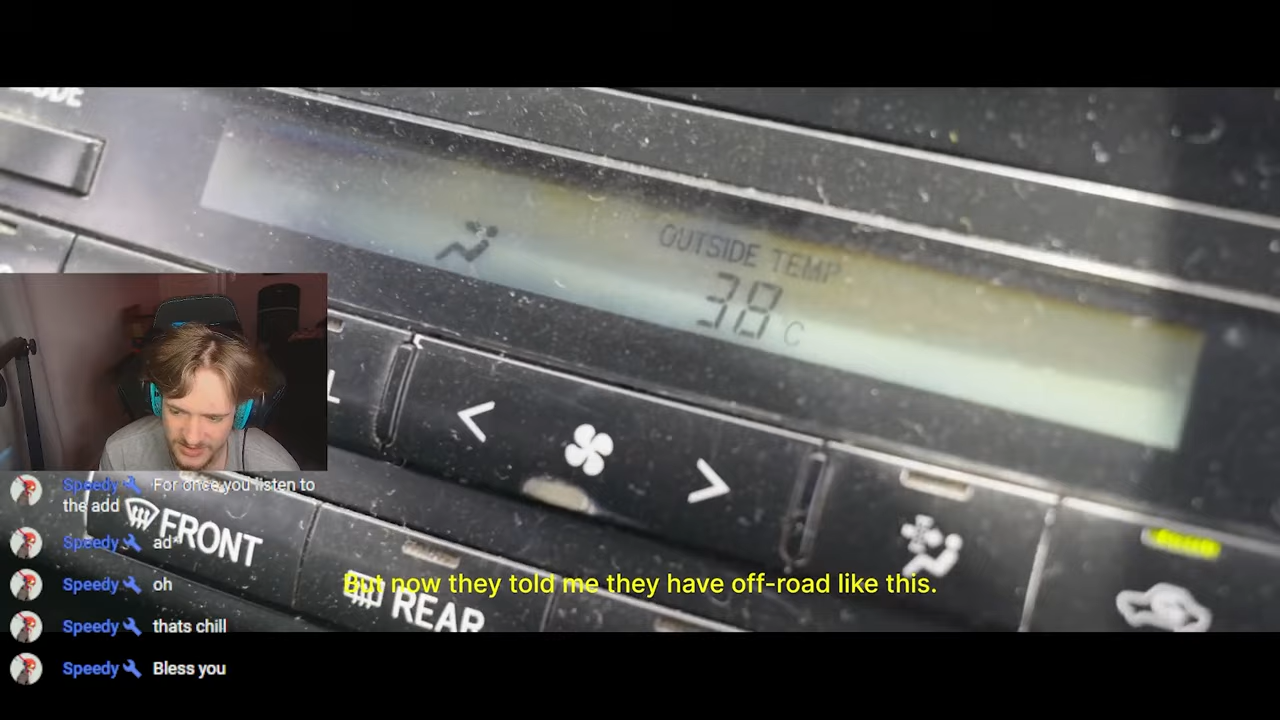 OUTSIDE TEMP
38 C
FRONT
REAR
Speedy For once you listen to
the add
Speedy ad*
Speedy oh
Speedy thats chill
Speedy Bless you
But now they told me they have off-road like this.